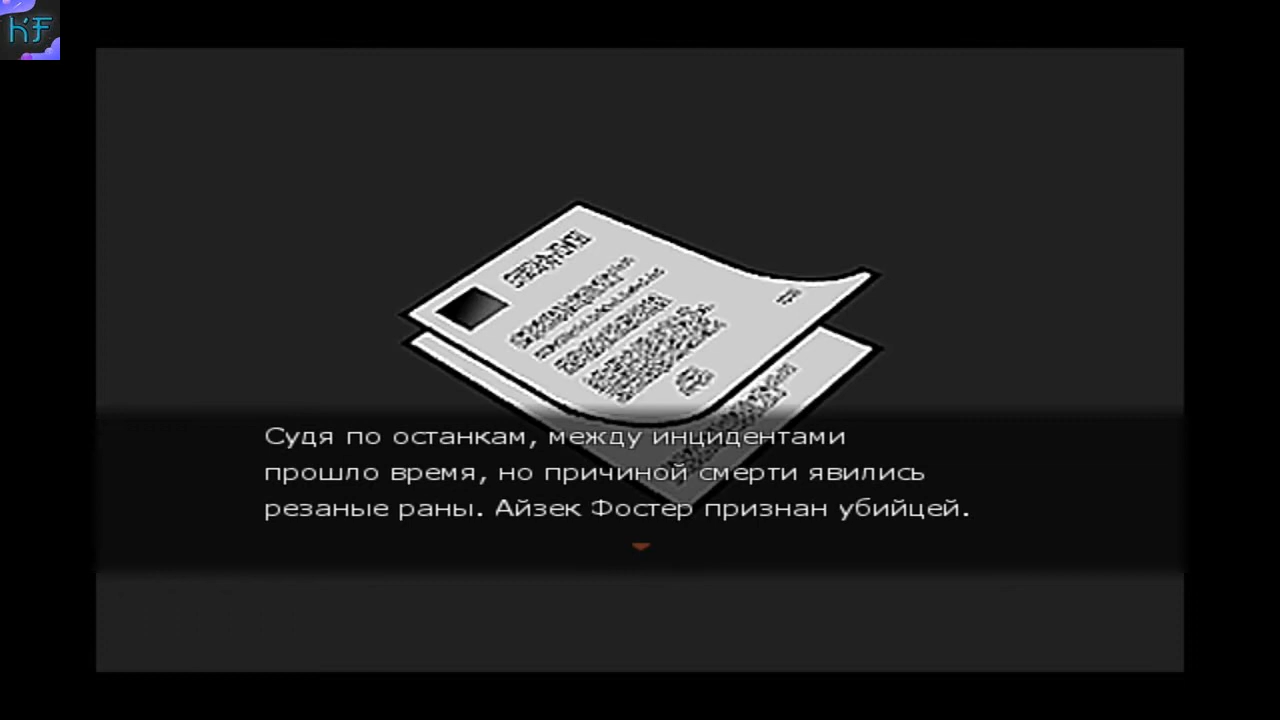 Судя по останкам, между инцидентами
прошло время, но причиной смерти явились
резаные раны. Айзек Фостер признан убийцей.